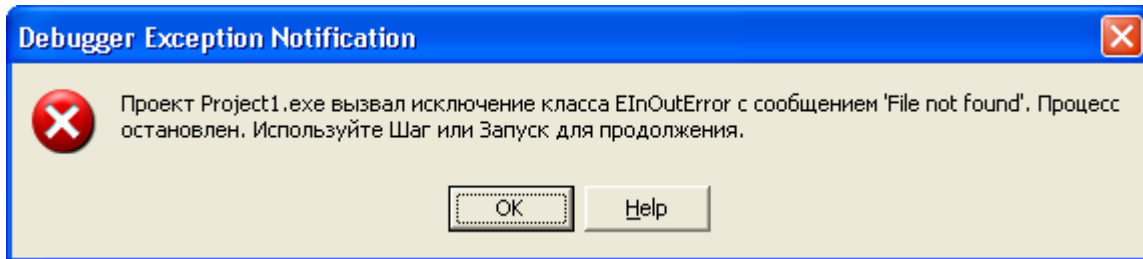 Debugger Exception Notification
Проект Project1.exe вызвал исключение класса EInOutError с сообщением 'File not found'. Процесс
остановлен. Используйте Шаг или Запуск для продолжения.
OK
Help